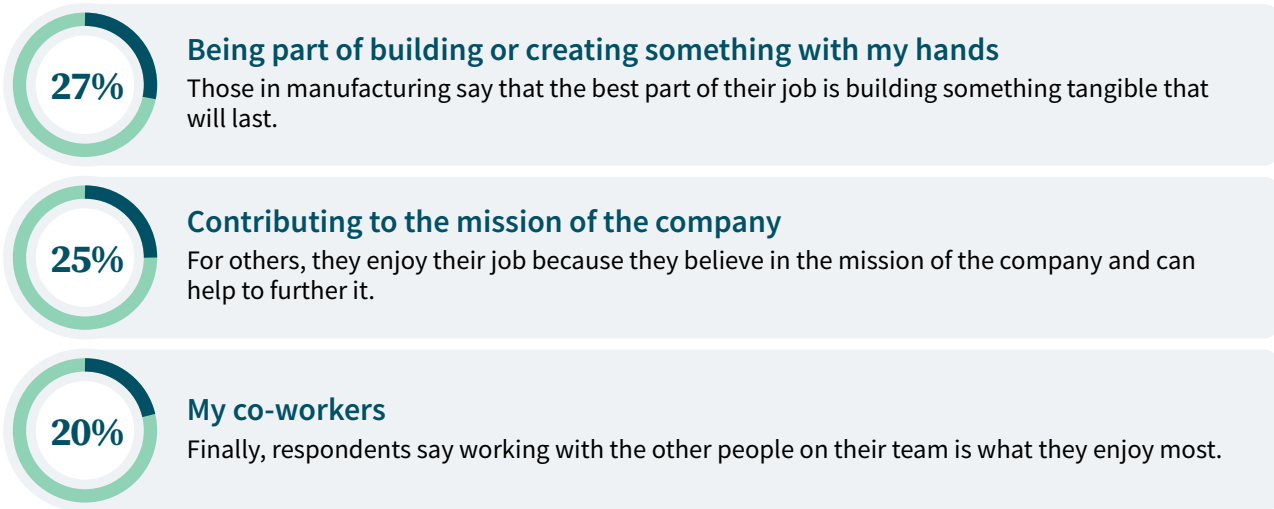 27%
Being part of building or creating something with my hands
Those in manufacturing say that the best part of their job is building something tangible that
will last.
25%
Contributing to the mission of the company
For others, they enjoy their job because they believe in the mission of the company and can
help to further it.
20%
My co-workers
Finally, respondents say working with the other people on their team is what they enjoy most.